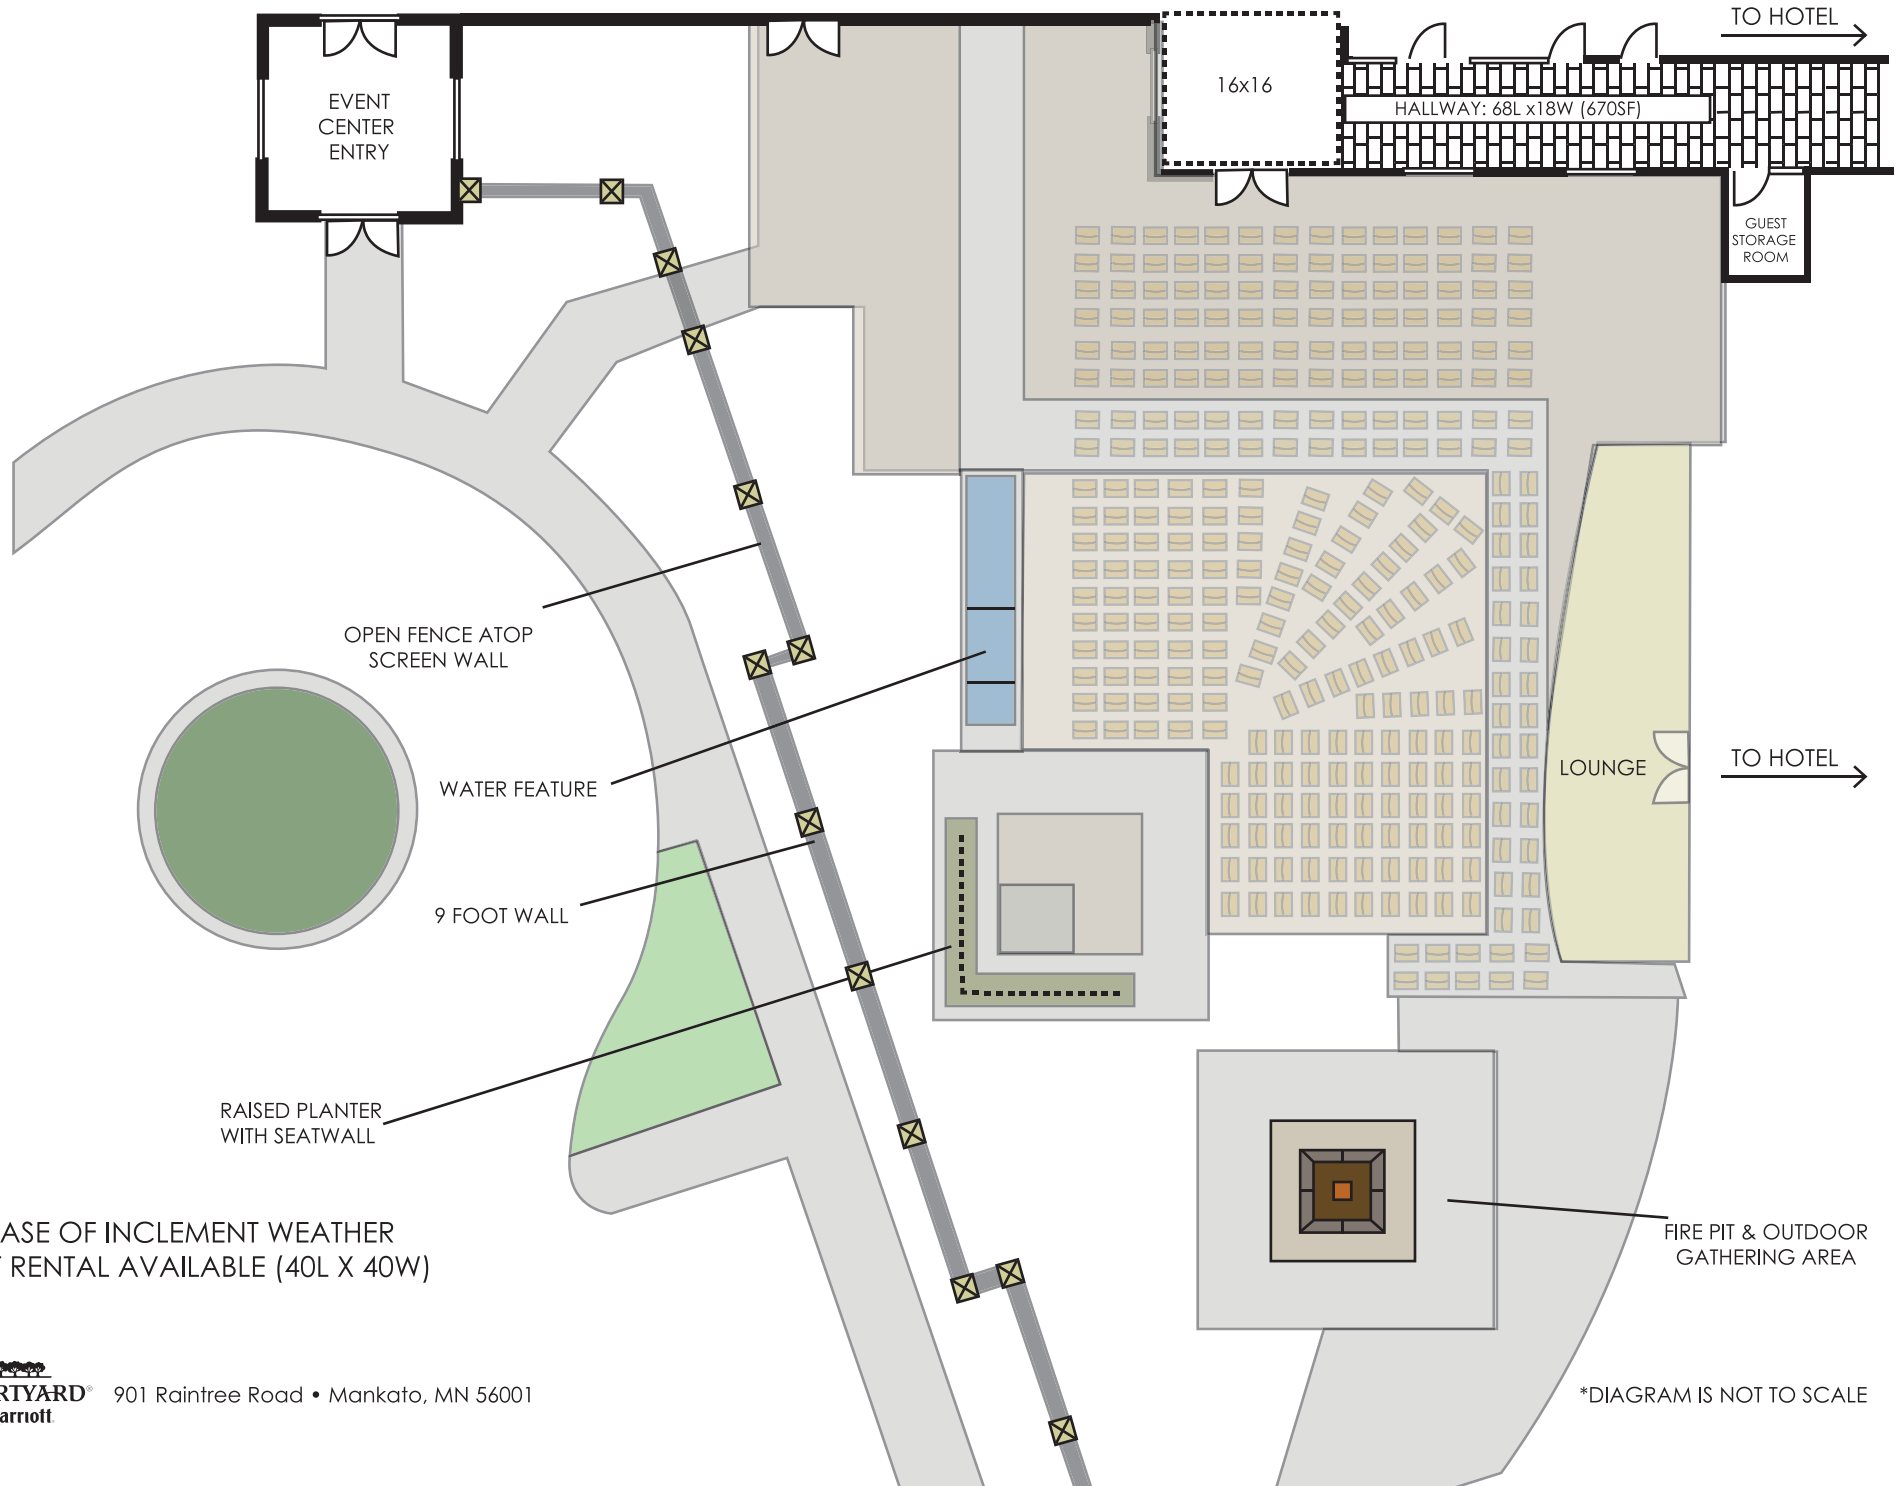 TO HOTEL
16x16
HALLWAY: 68L x18W (670SF)
EVENT
CENTER
ENTRY
GUEST
STORAGE
ROOM
OPEN FENCE ATOP
SCREEN WALL
WATER FEATURE
LOUNGE
TO HOTEL
9 FOOT WALL
RAISED PLANTER
WITH SEATWALL
ASE OF INCLEMENT WEATHER
RENTAL AVAILABLE (40L X 40W)
FIRE PIT & OUTDOOR
GATHERING AREA
RTYARD®
arriott.
901 Raintree Road • Mankato, MN 56001
*DIAGRAM IS NOT TO SCALE